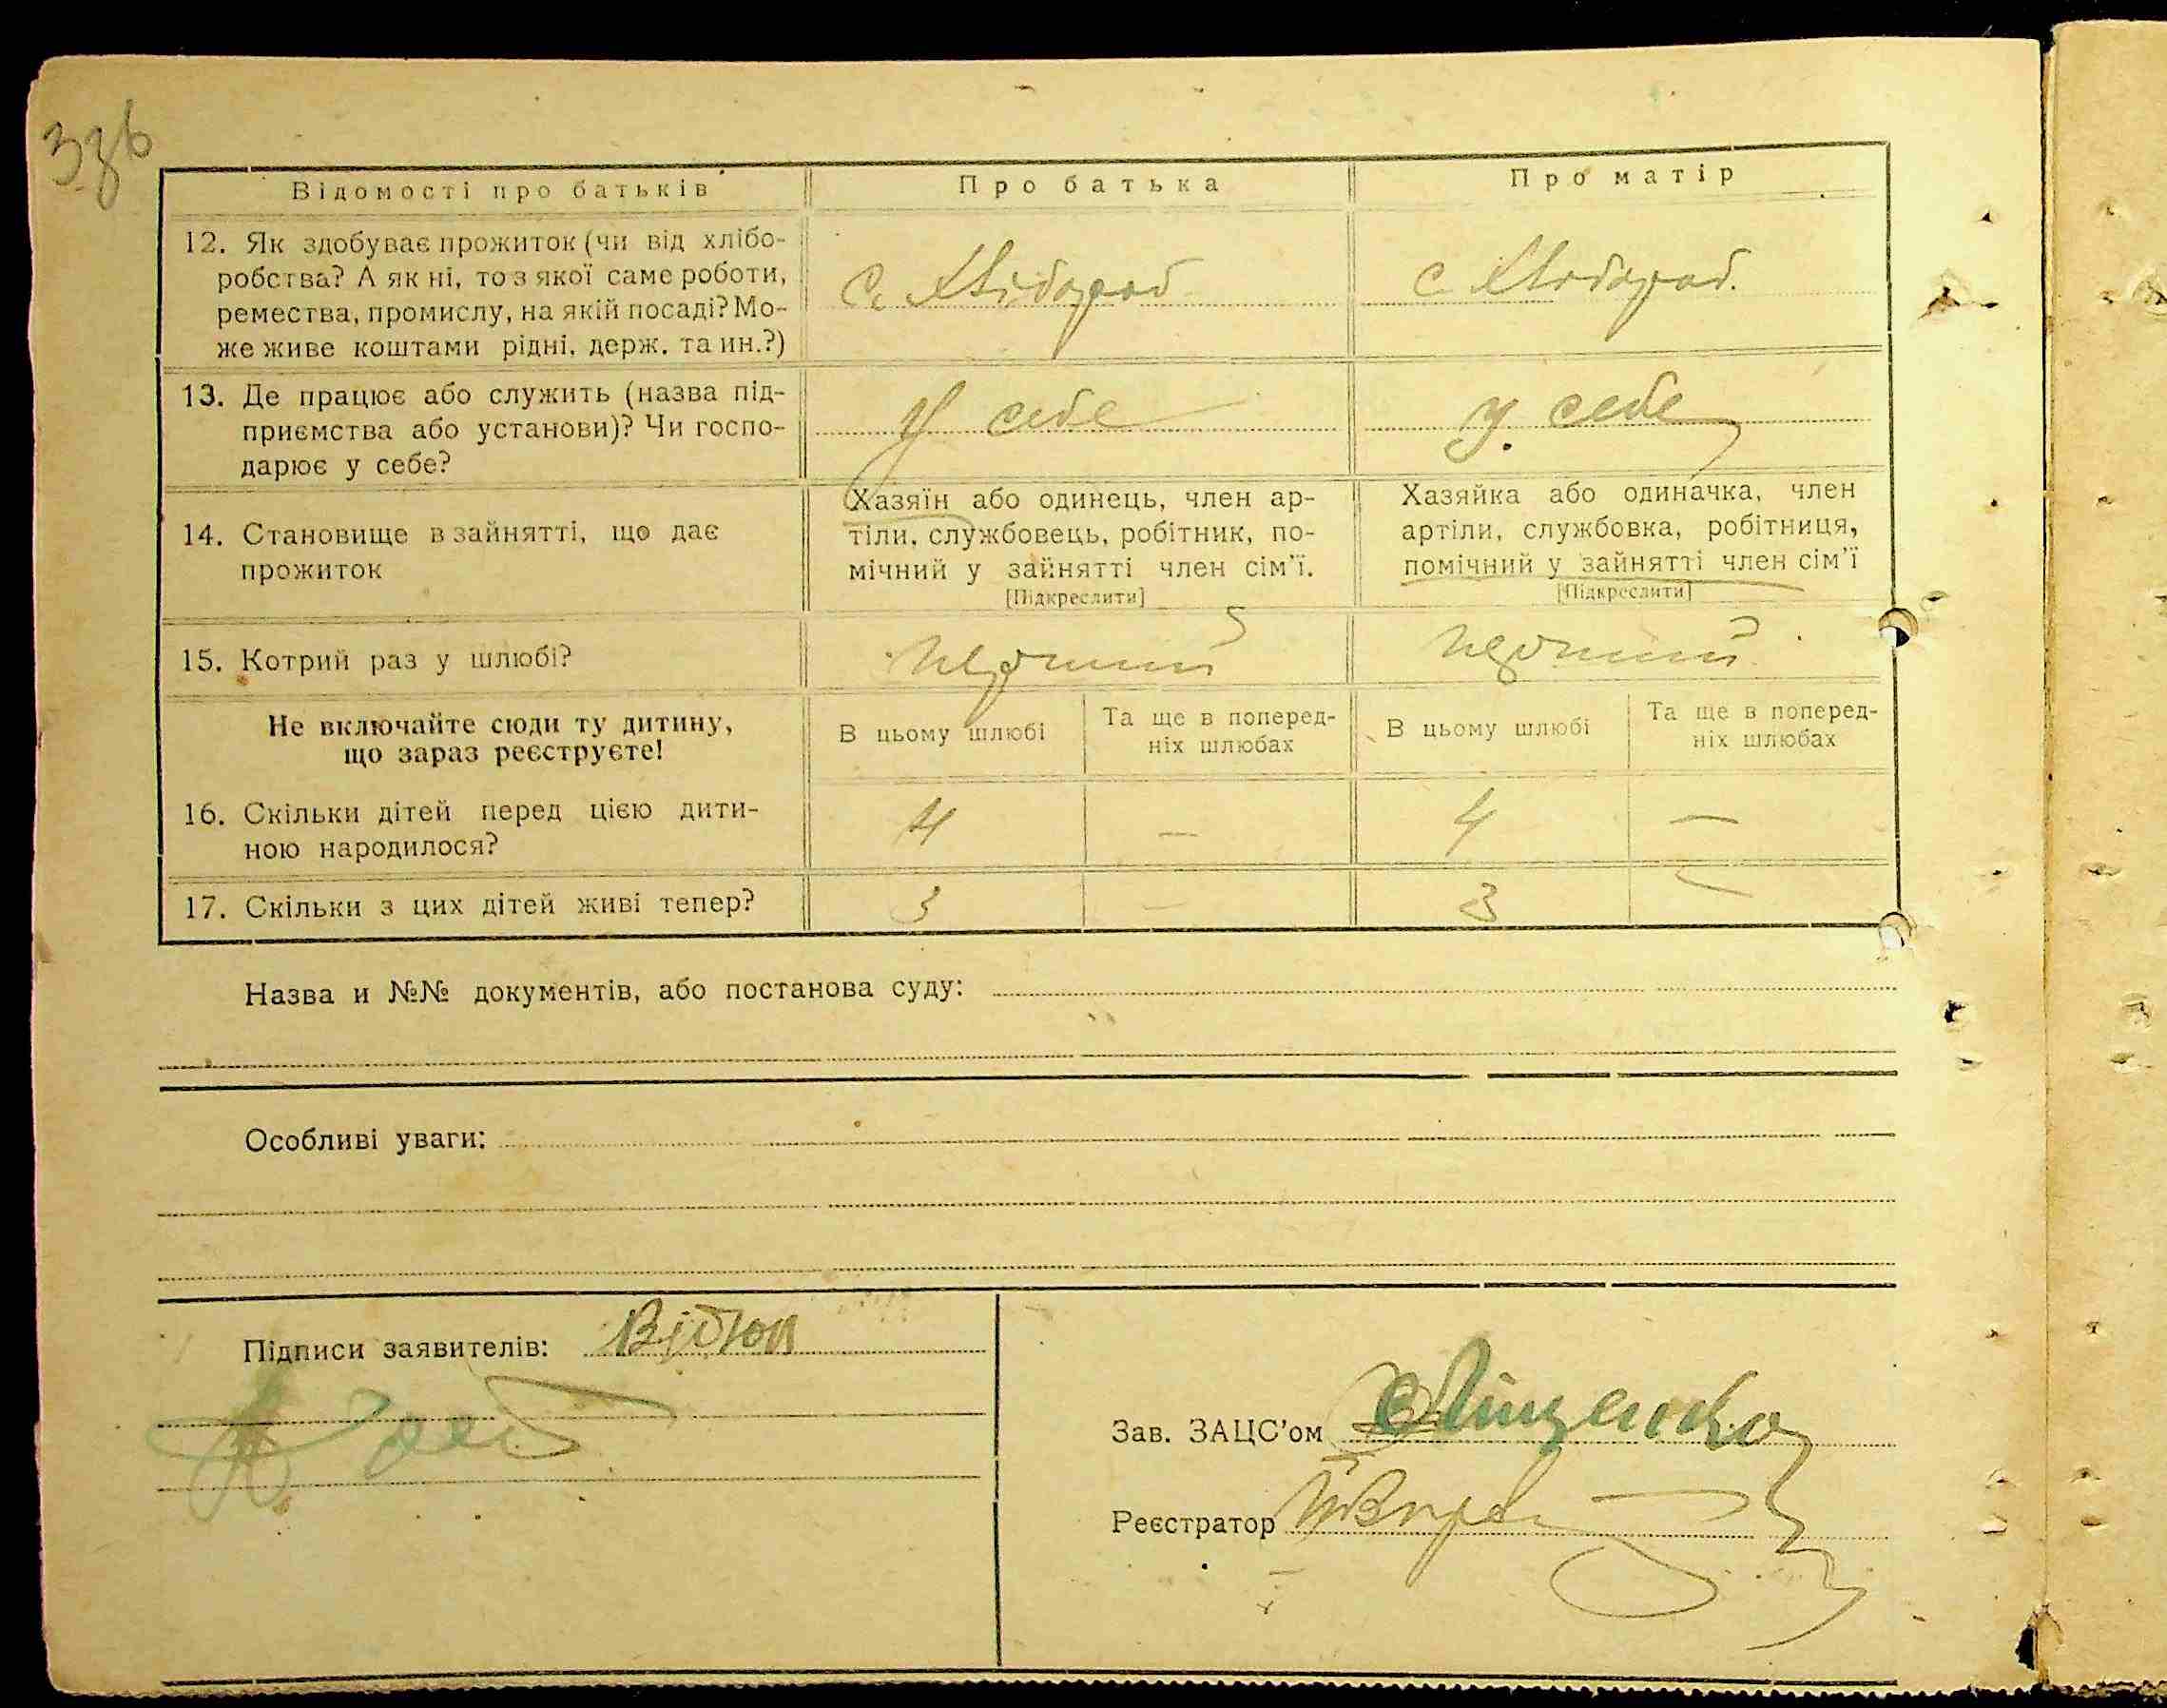 Відомості про батьків
Про батька
Про матір
12. Як здобуває прожиток (чи від хлібо-
робства? А як ні, то з якої саме роботи,
ремества, промислу, на якій посаді? Мо-
же живе коштами рідні, держ. та ин.?)
с. Хлібороб
с. Хлібороб.
13. Де працює або служить (назва під-
приємства або установи)? Чи госпо-
дарює у себе?
У себе
у себе
14. Становище в зайнятті, що дає
прожиток
Хазяїн або одинець, член ар-
тіли, службовець, робітник, по-
мічний у зайнятті член сім'ї.
[Підкреслити]
Хазяйка або одиначка, член
артіли, службовка, робітниця,
помічний у зайнятті член сім'ї
[Підкреслити]
15. Котрий раз у шлюбі?
перший
перший
Не включайте сюди ту дитину,
що зараз реєструєте!
В цьому шлюбі
Та ще в поперед-
ніх шлюбах
В цьому шлюбі
Та ще в поперед-
ніх шлюбах
16. Скільки дітей перед цією дити-
ною народилося?
4
—
4
—
17. Скільки з цих дітей живі тепер?
3
—
3
—
Назва и №№ документів, або постанова суду:
Особливі уваги:
Підписи заявителів:
Зав. ЗАЦС'ом
Ліщенко
Реєстратор